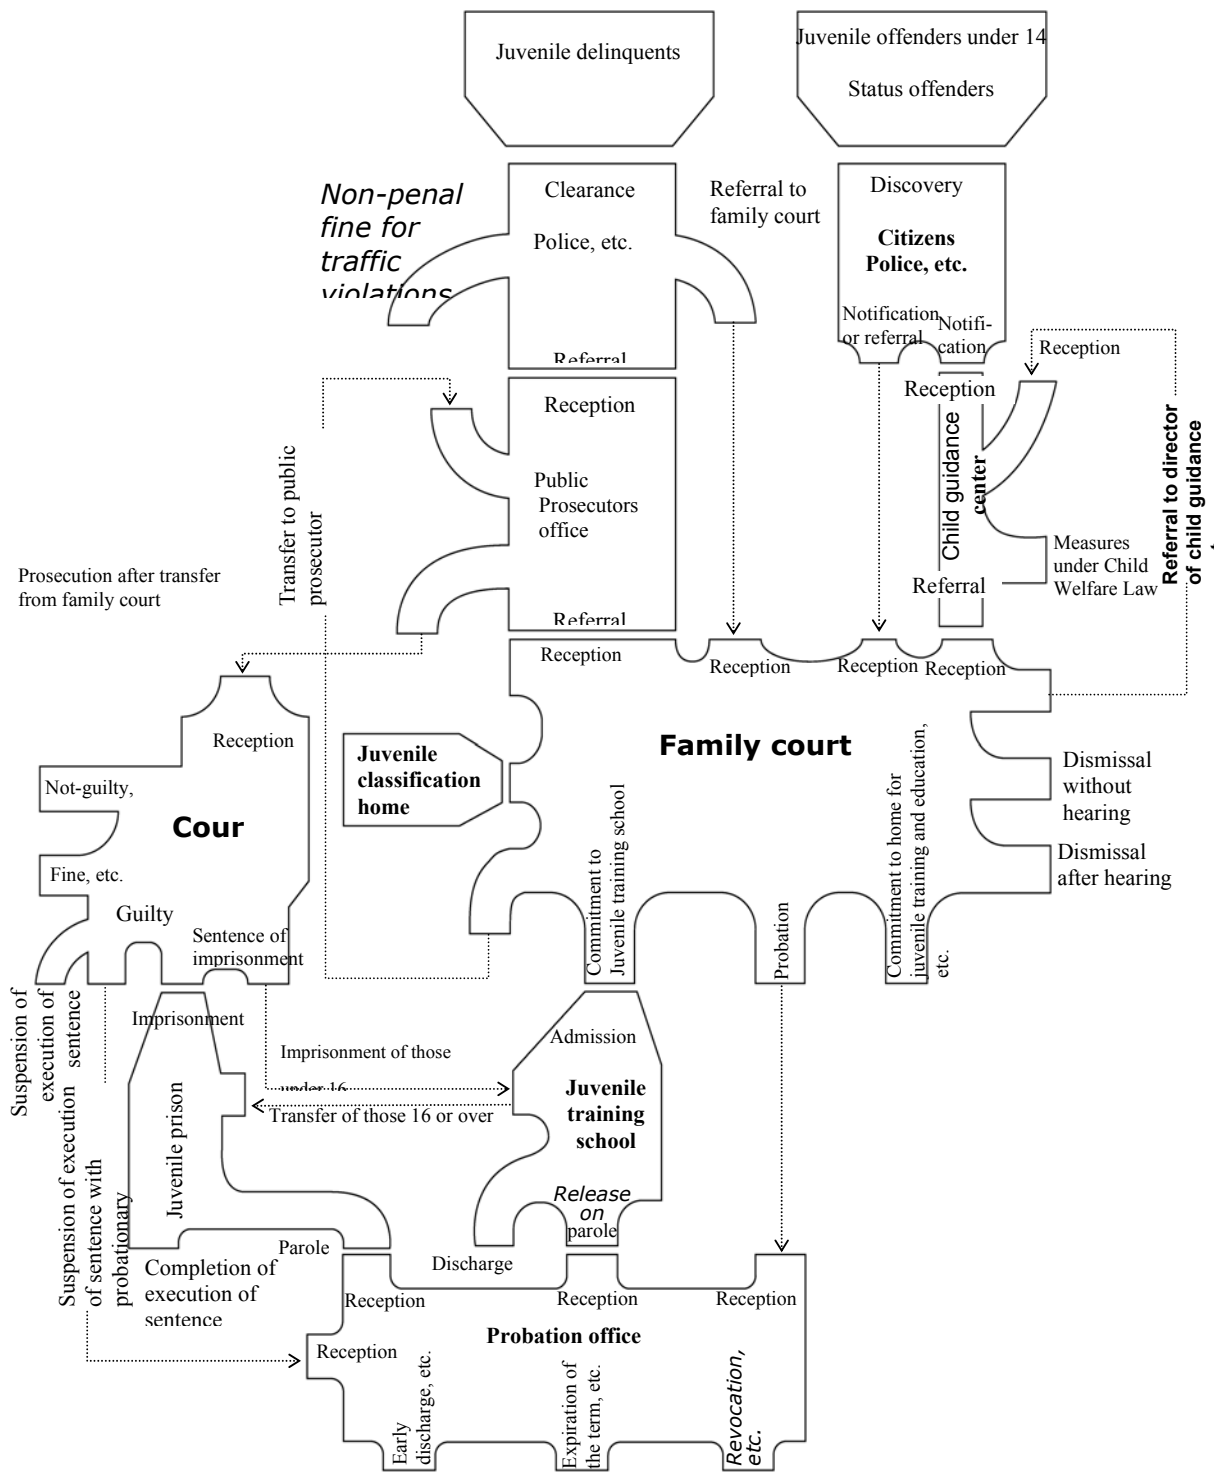 Juvenile delinquents
Juvenile offenders under 14
Status offenders
Non-penal
fine for
traffic
violations
Clearance
Police, etc.
Referral
Referral to
family court
Discovery
Citizens
Police, etc.
Notification
or referral
Notifi-
cation
Reception
Reception
Child guidance
center
Referral
Measures
under Child
Welfare Law
Referral to director
of child guidance
Reception
Public
Prosecutors
office
Referral
Transfer to public
prosecutor
Prosecution after transfer
from family court
Reception
Reception
Reception
Reception
Family court
Juvenile
classification
home
Dismissal
without
hearing
Dismissal
after hearing
Commitment to
Juvenile training school
Probation
Commitment to home for
juvenile training and education,
etc.
Reception
Not-guilty,
Cour
Fine, etc.
Guilty
Sentence of
imprisonment
Suspension of
execution of
sentence
Suspension of execution
of sentence with
probationary
Imprisonment
Juvenile prison
Imprisonment of those
under 16
Transfer of those 16 or over
Admission
Juvenile
training
school
Release
on
parole
Discharge
Parole
Completion of
execution of
sentence
Reception
Reception
Reception
Probation office
Reception
Early
discharge, etc.
Expiration of
the term, etc.
Revocation,
etc.